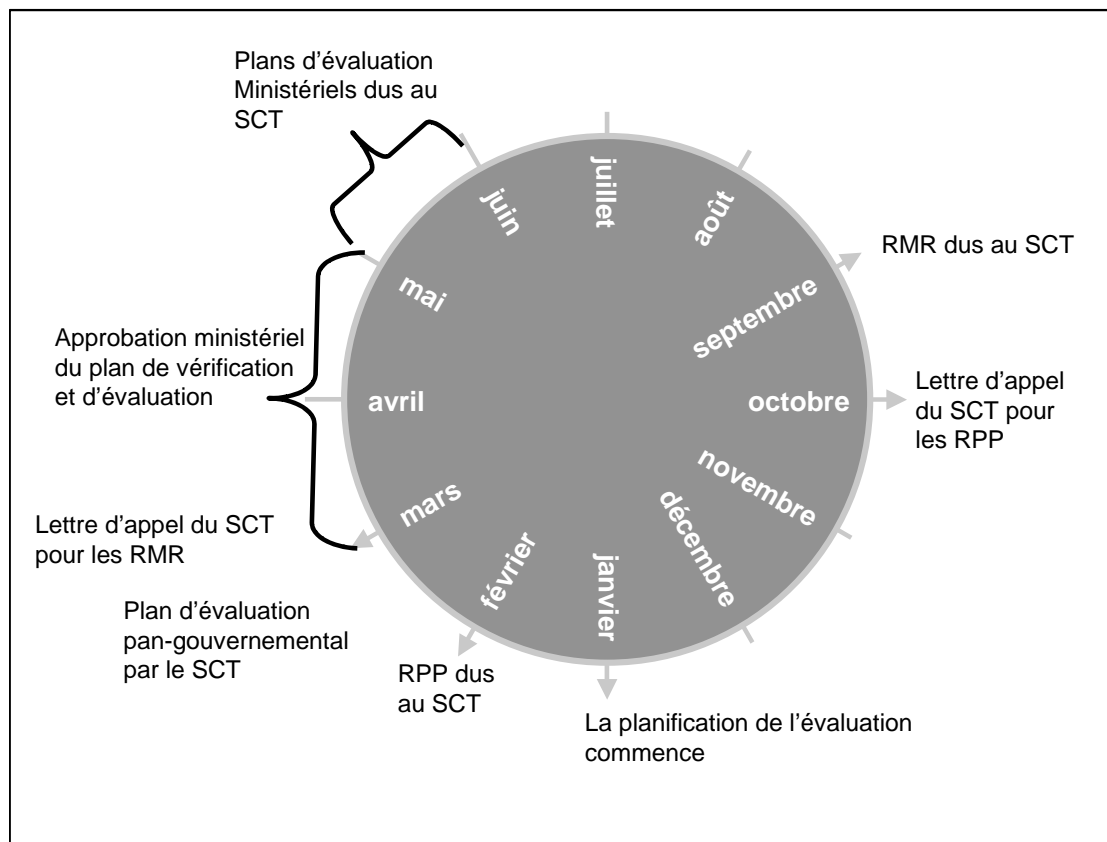 Plans d’évaluation
Ministériels dus au
SCT
juillet
août
juin
RMR dus au SCT
septembre
mai
Approbation ministériel
du plan de vérification
et d’évaluation
avril
octobre
Lettre d’appel
du SCT pour
les RPP
novembre
mars
décembre
Lettre d’appel du SCT
pour les RMR
février
janvier
Plan d’évaluation
pan-gouvernemental
par le SCT
RPP dus
au SCT
La planification de l’évaluation
commence